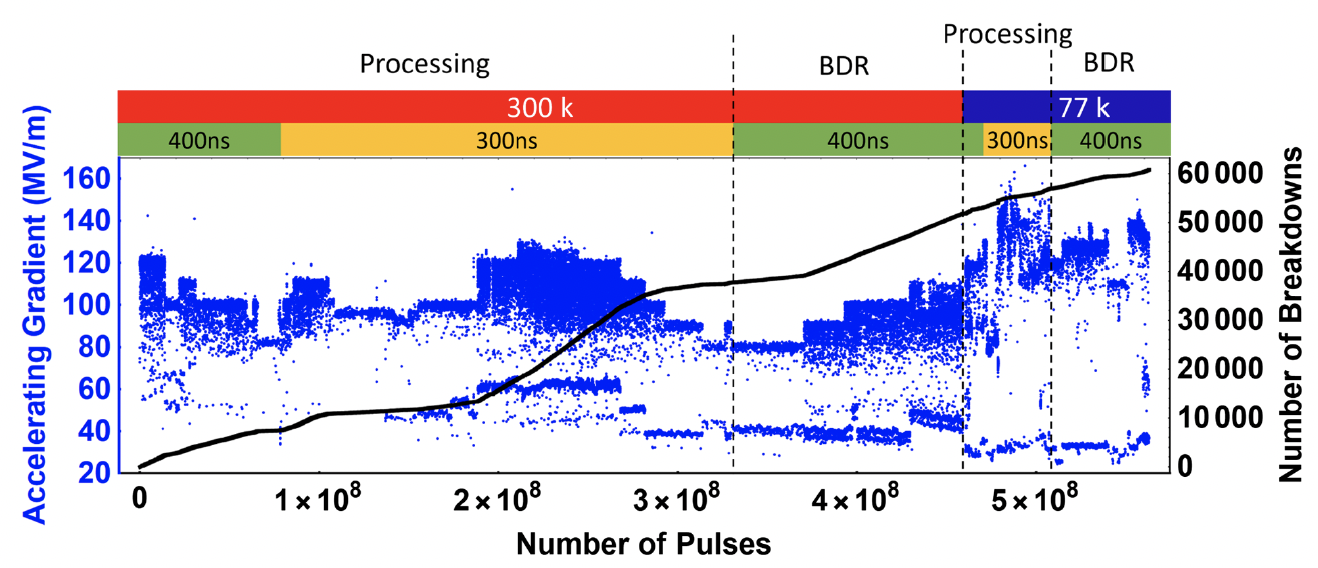 Processing
Processing
BDR
BDR
300 k
77 k
400ns
300ns
400ns
300ns
400ns
Accelerating Gradient (MV/m)
160
140
120
100
80
60
40
20
60 000
50 000
40 000
30 000
20 000
10 000
0
Number of Breakdowns
0
1×10⁸
2×10⁸
3×10⁸
4×10⁸
5×10⁸
Number of Pulses